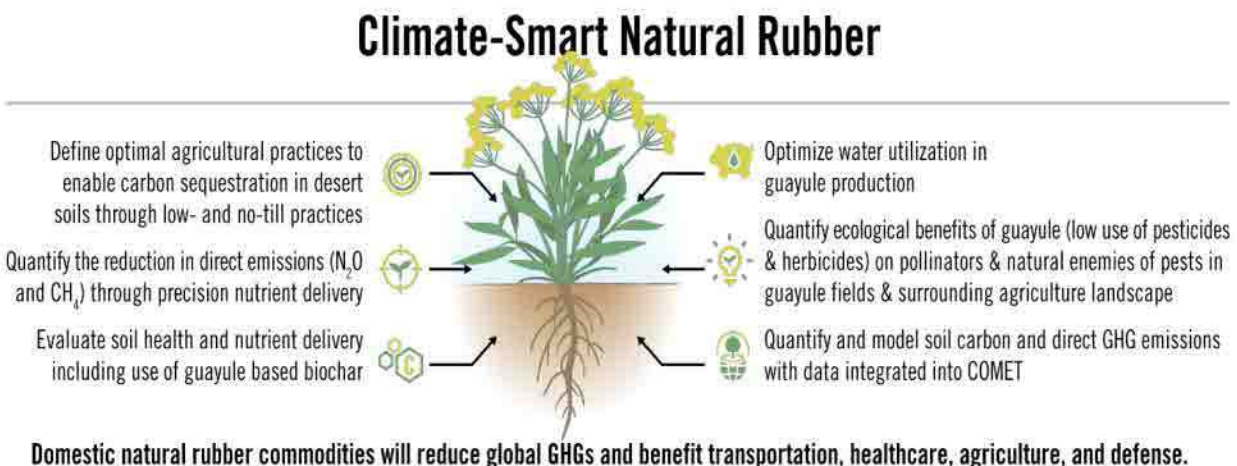 Climate-Smart Natural Rubber
Define optimal agricultural practices to
enable carbon sequestration in desert
soils through low- and no-till practices
Quantify the reduction in direct emissions (N₂O
and CH₄) through precision nutrient delivery
Evaluate soil health and nutrient delivery
including use of guayule based biochar
C
Optimize water utilization in
guayule production
Quantify ecological benefits of guayule (low use of pesticides
& herbicides) on pollinators & natural enemies of pests in
guayule fields & surrounding agriculture landscape
Quantify and model soil carbon and direct GHG emissions
with data integrated into COMET
Domestic natural rubber commodities will reduce global GHGs and benefit transportation, healthcare, agriculture, and defense.